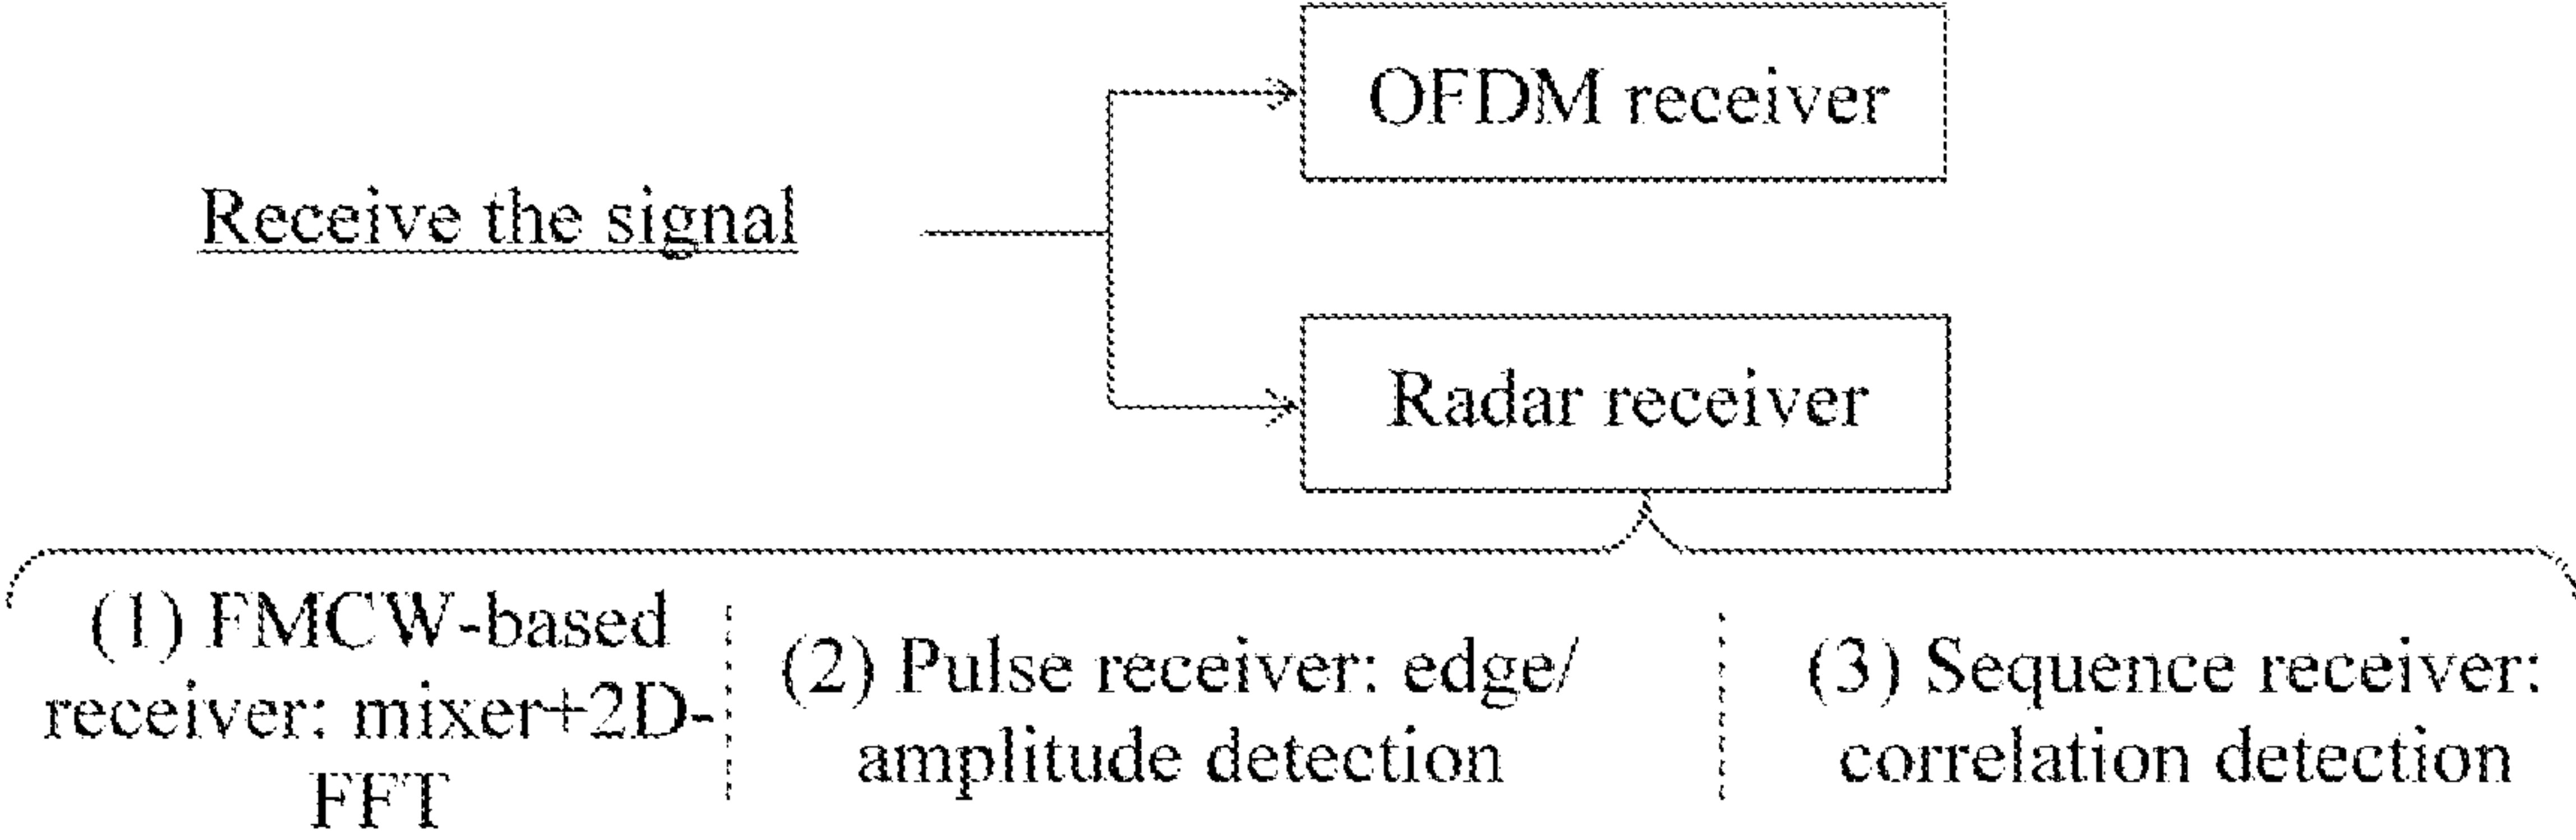 OFDM receiver
Receive the signal
Radar receiver
(1) FMCW-based
receiver: mixer+2D-
FFT
(2) Pulse receiver: edge/
amplitude detection
(3) Sequence receiver:
correlation detection